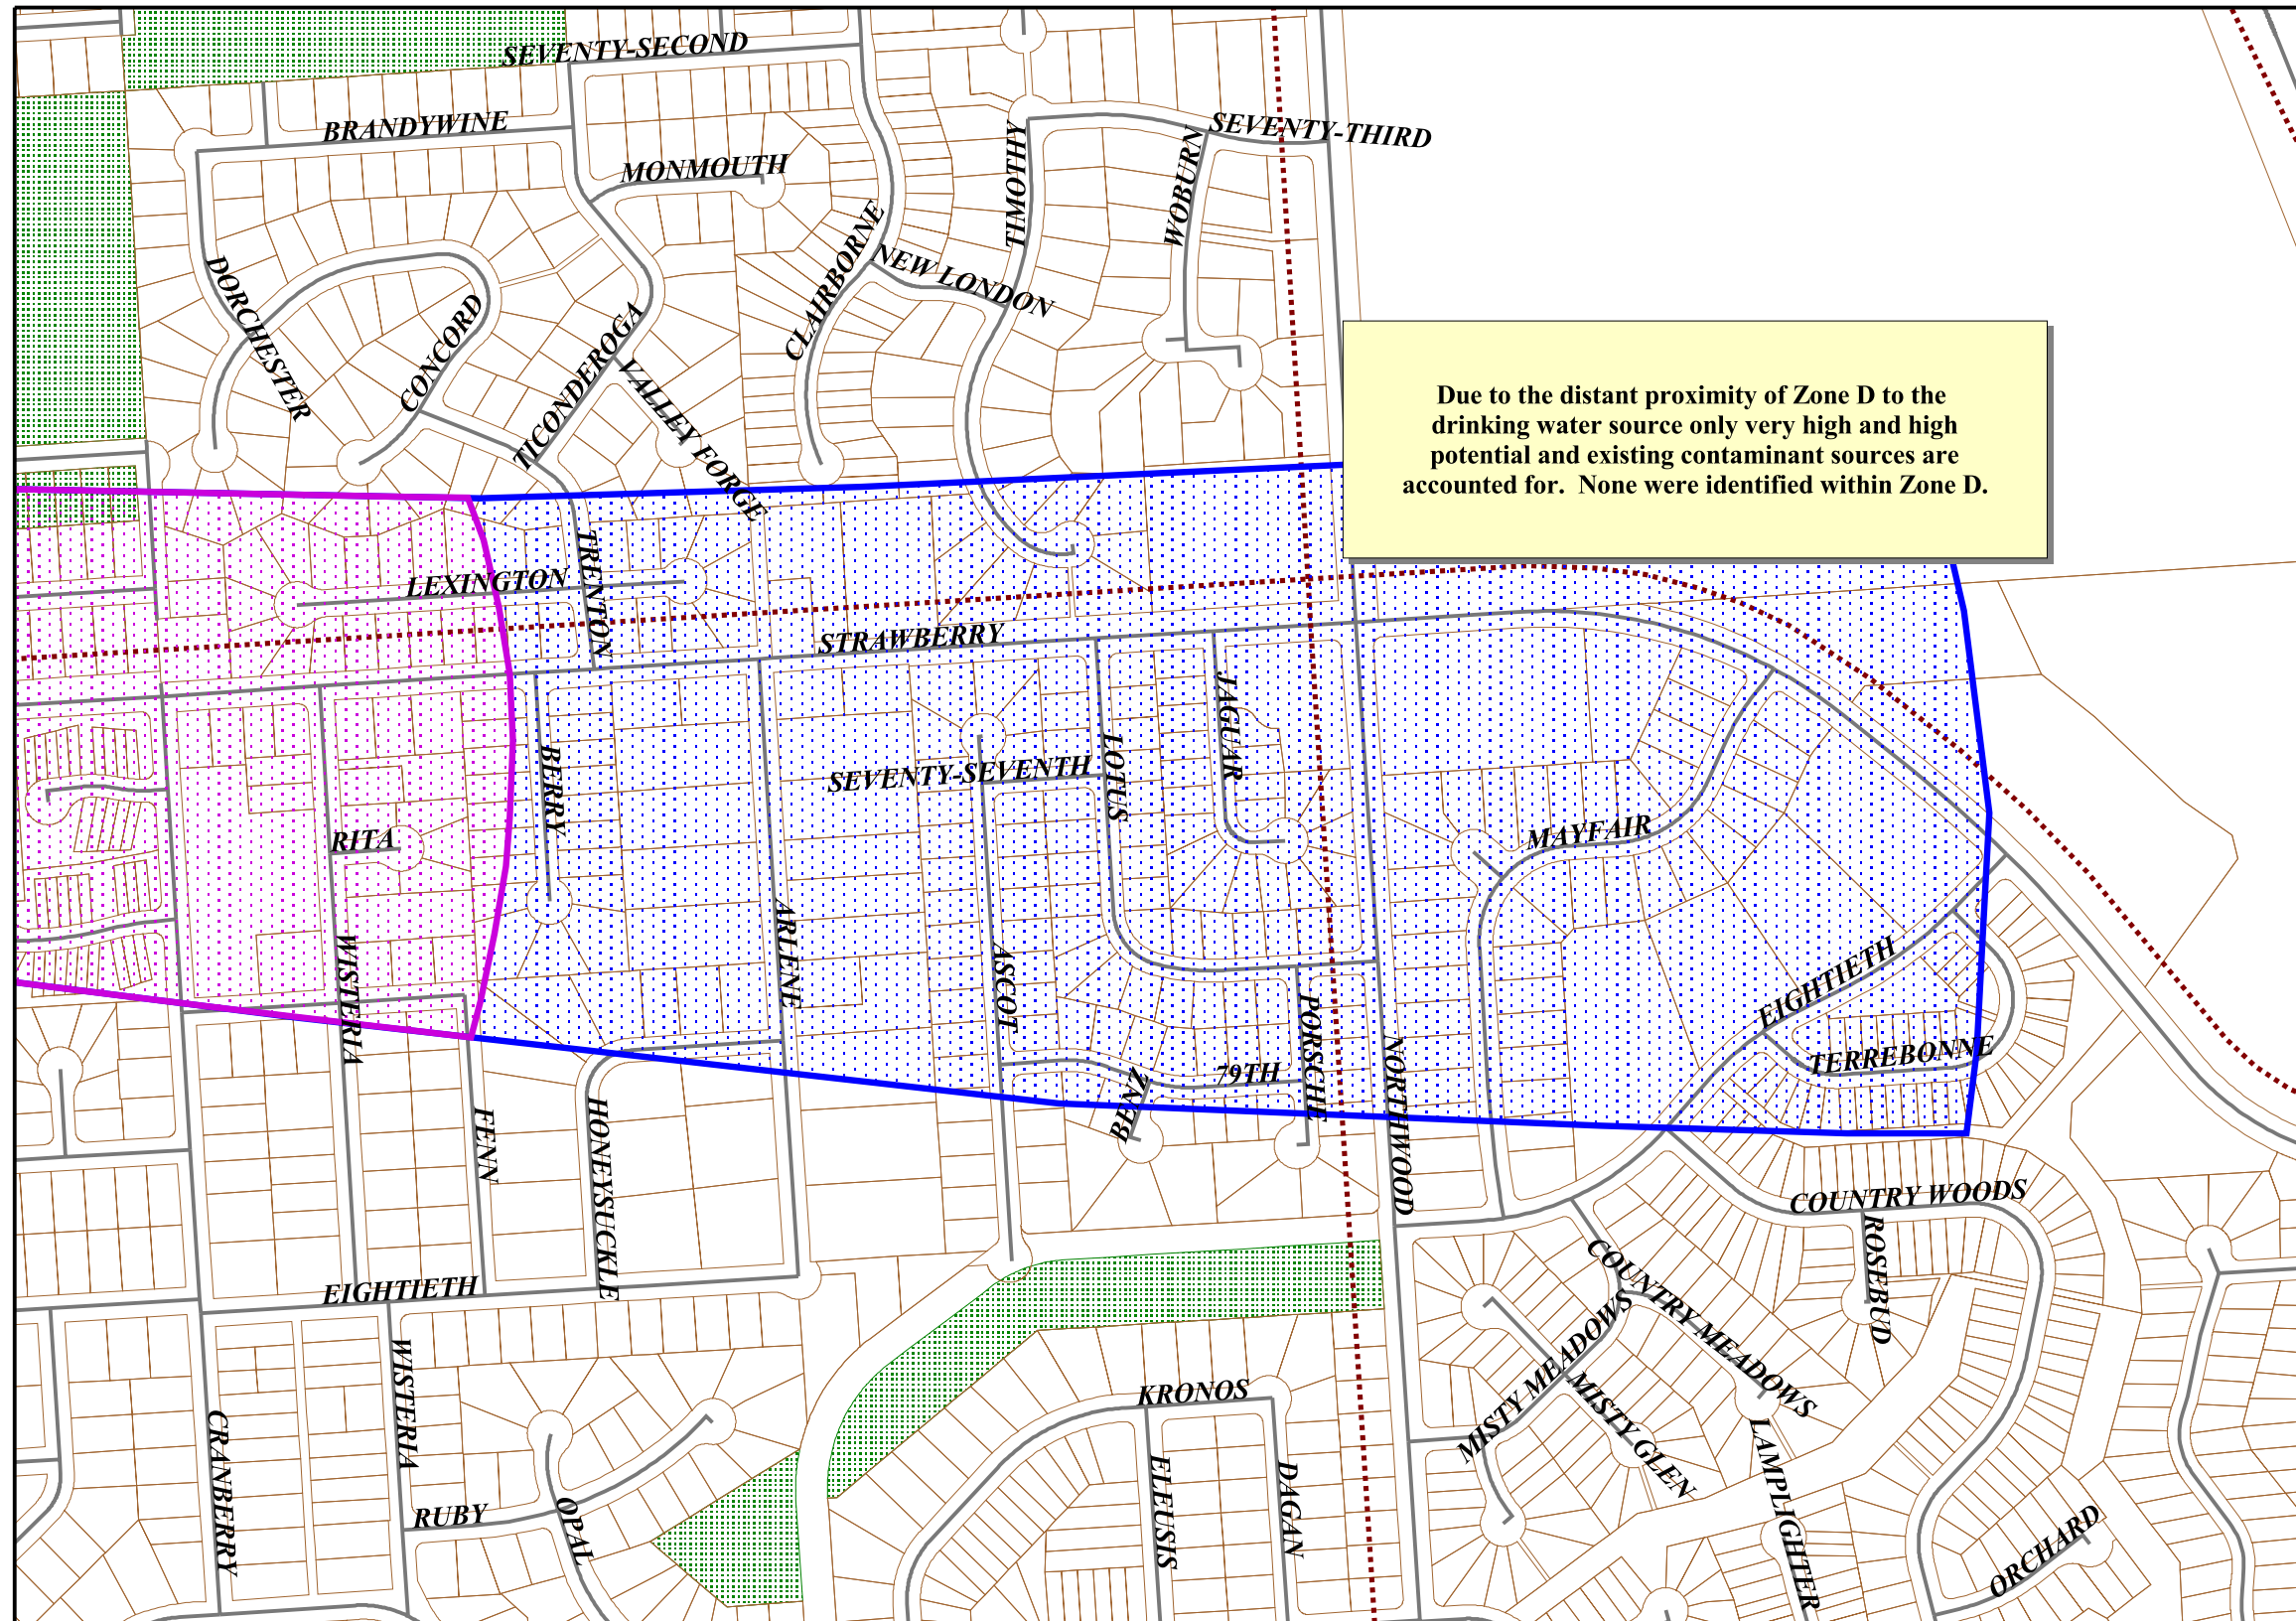 SEVENTY-SECOND
BRANDYWINE
MONMOUTH
TIMOTHY
WOBURN
SEVENTY-THIRD
DORCHESTER
CONCORD
TICONDEROGA
VALLEY FORGE
CLAIRBORNE
NEW LONDON
Due to the distant proximity of Zone D to the
drinking water source only very high and high
potential and existing contaminant sources are
accounted for. None were identified within Zone D.
LEXINGTON
TRENTON
STRAWBERRY
BERRY
SEVENTY-SEVENTH
LOTUS
JAGUAR
MAYFAIR
RITA
WISTERIA
ARLENE
ASCOT
PORSCHE
EIGHTIETH
TERREBONNE
79TH
BENZ
NORTHWOOD
FENN
HONEYSUCKLE
COUNTRY WOODS
ROSEBUD
COUNTRY MEADOWS
EIGHTIETH
MISTY MEADOWS
MISTY GLEN
KRONOS
WISTERIA
CRANBERRY
RUBY
OPAL
ELEUSIS
DAGAN
LAMPLIGHTER
ORCHARD